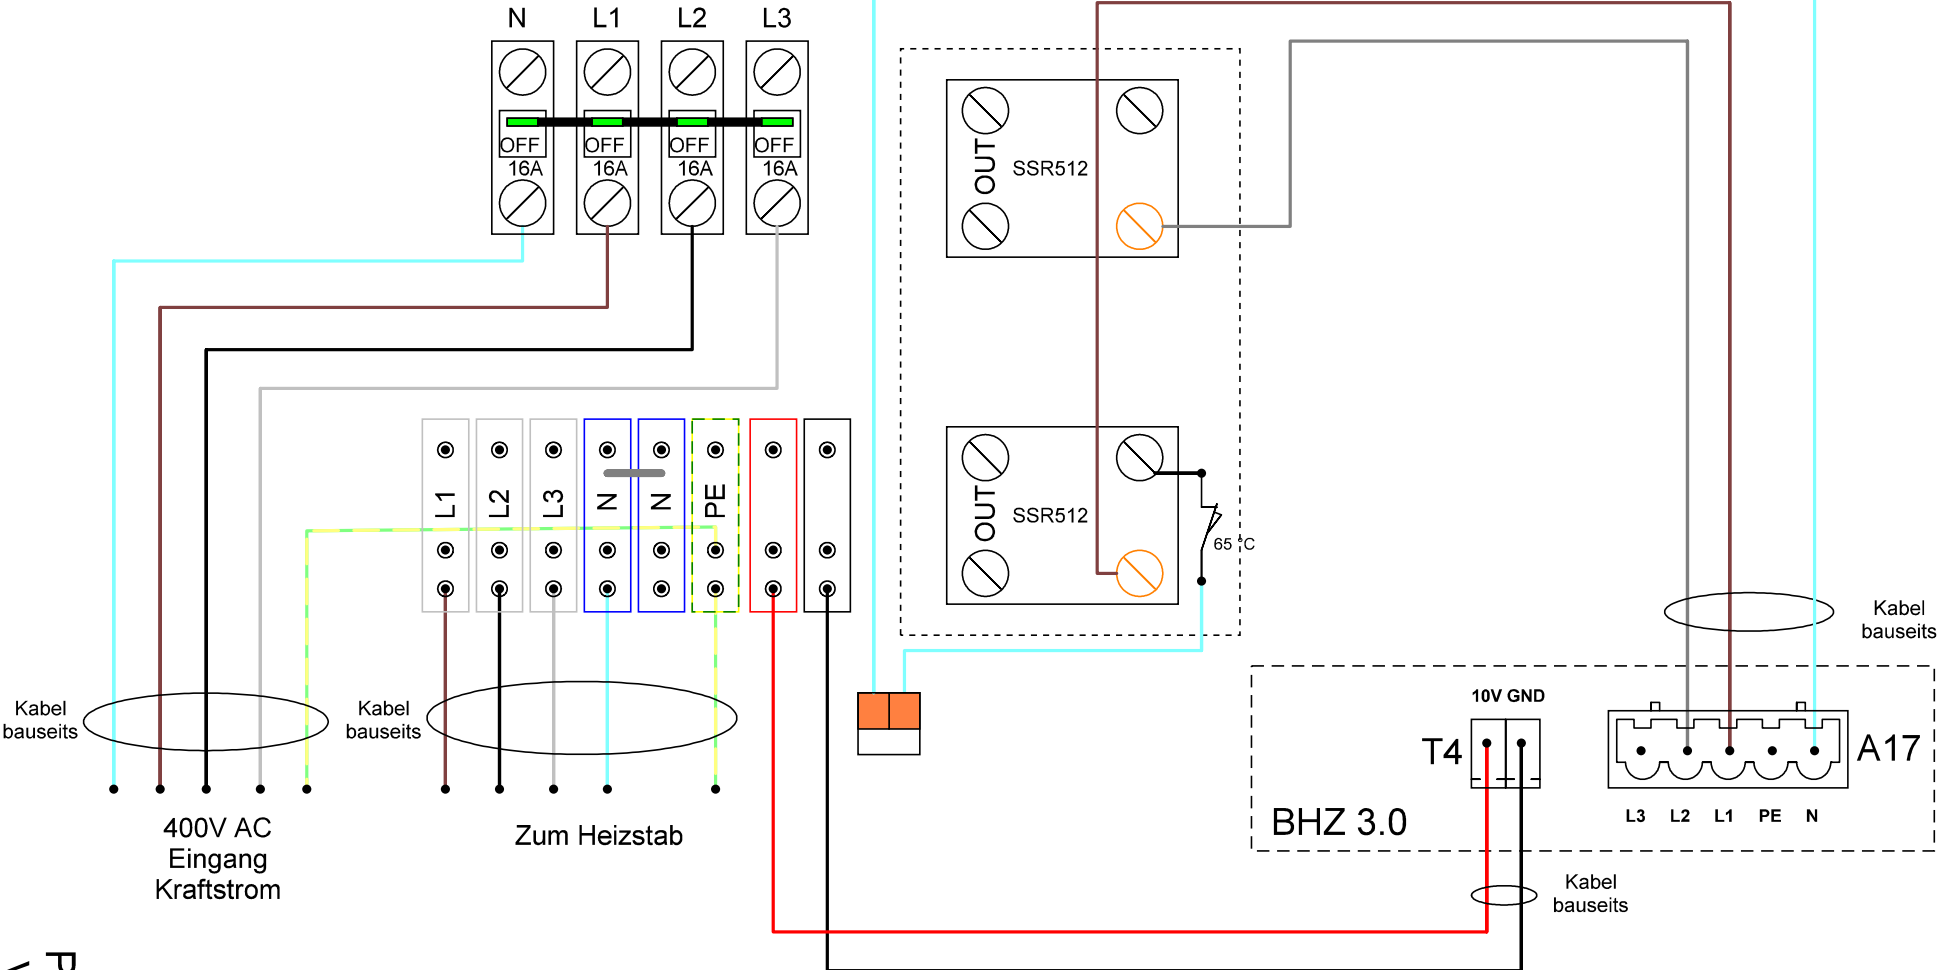 N L1 L2 L3
OFF OFF OFF OFF
16A 16A 16A 16A
OUT
SSR512
L1 L2 L3 N N PE
OUT
SSR512
65 °C
Kabel
bauseits
Kabel
bauseits
Kabel
bauseits
10V GND
T4
A17
L3 L2 L1 PE N
BHZ 3.0
400V AC
Eingang
Kraftstrom
Zum Heizstab
Kabel
bauseits